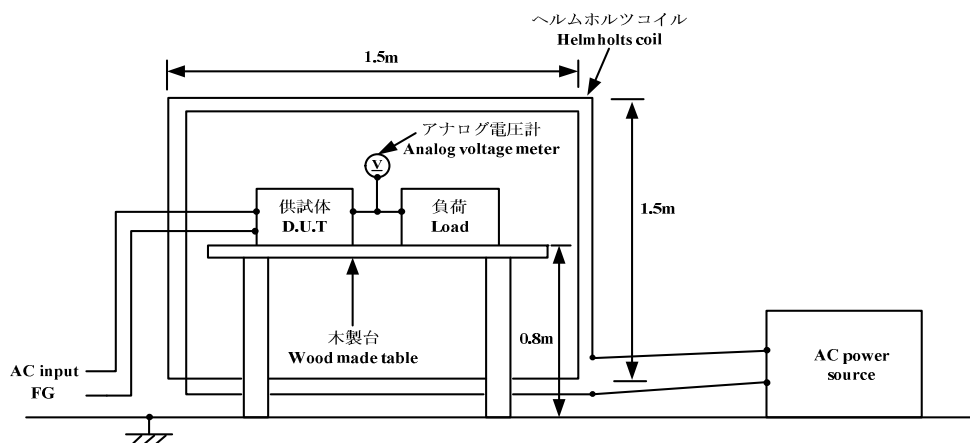 ヘルムホルツコイル
Helmholts coil
1.5m
アナログ電圧計
Analog voltage meter
V
供試体
D.U.T
負荷
Load
1.5m
木製台
Wood made table
0.8m
AC input
FG
AC power
source